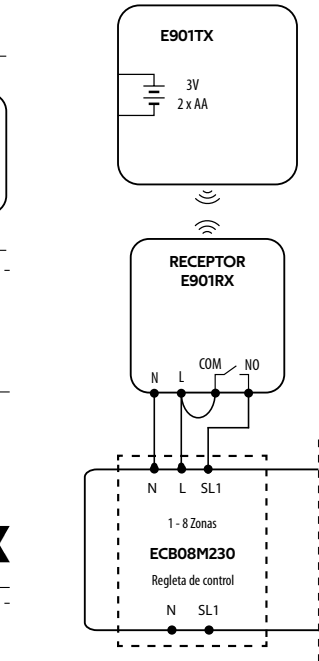 E901TX
3V
2 x AA
RECEPTOR
E901RX
N L COM NO
N L SL1
1 - 8 Zonas
ECB08M230
Regleta de control
N SL1